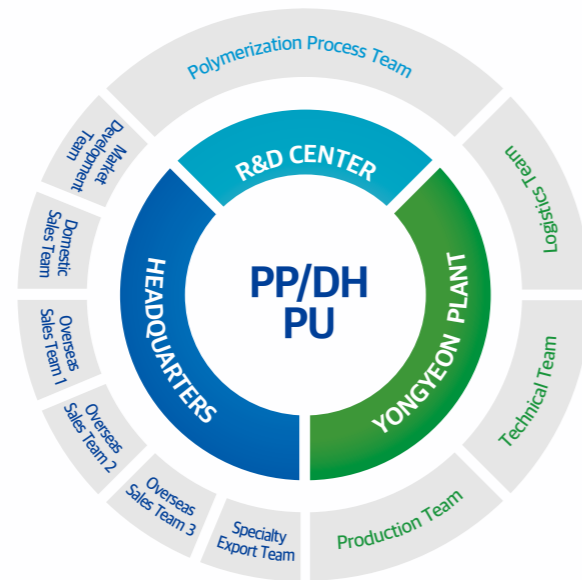 Polymerization Process Team
R&D CENTER
Market
Development
Team
Domestic
Sales Team
Overseas
Sales Team 1
Overseas
Sales Team 2
Overseas
Sales Team 3
Specialty
Export Team
HEADQUARTERS
PP/DH
PU
YONGYEON PLANT
Logistics Team
Technical Team
Production Team